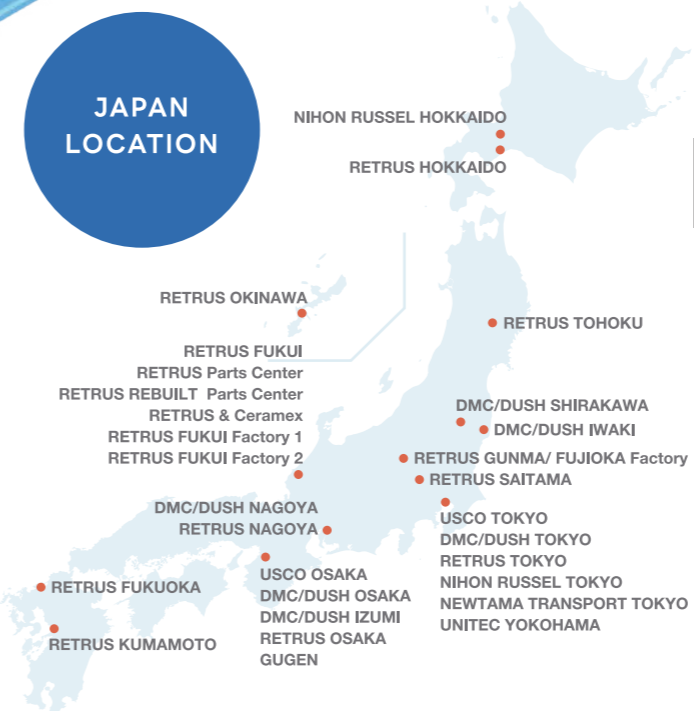 JAPAN
LOCATION
NIHON RUSSEL HOKKAIDO
RETRUS HOKKAIDO
RETRUS OKINAWA
RETRUS TOHOKU
RETRUS FUKUI
RETRUS Parts Center
RETRUS REBUILT Parts Center
RETRUS & Ceramex
RETRUS FUKUI Factory 1
RETRUS FUKUI Factory 2
DMC/DUSH SHIRAKAWA
DMC/DUSH IWAKI
RETRUS GUNMA/ FUJIOKA Factory
RETRUS SAITAMA
DMC/DUSH NAGOYA
RETRUS NAGOYA
USCO TOKYO
DMC/DUSH TOKYO
RETRUS TOKYO
NIHON RUSSEL TOKYO
NEWTAMA TRANSPORT TOKYO
UNITEC YOKOHAMA
USCO OSAKA
DMC/DUSH OSAKA
DMC/DUSH IZUMI
RETRUS OSAKA
GUGEN
RETRUS FUKUOKA
RETRUS KUMAMOTO